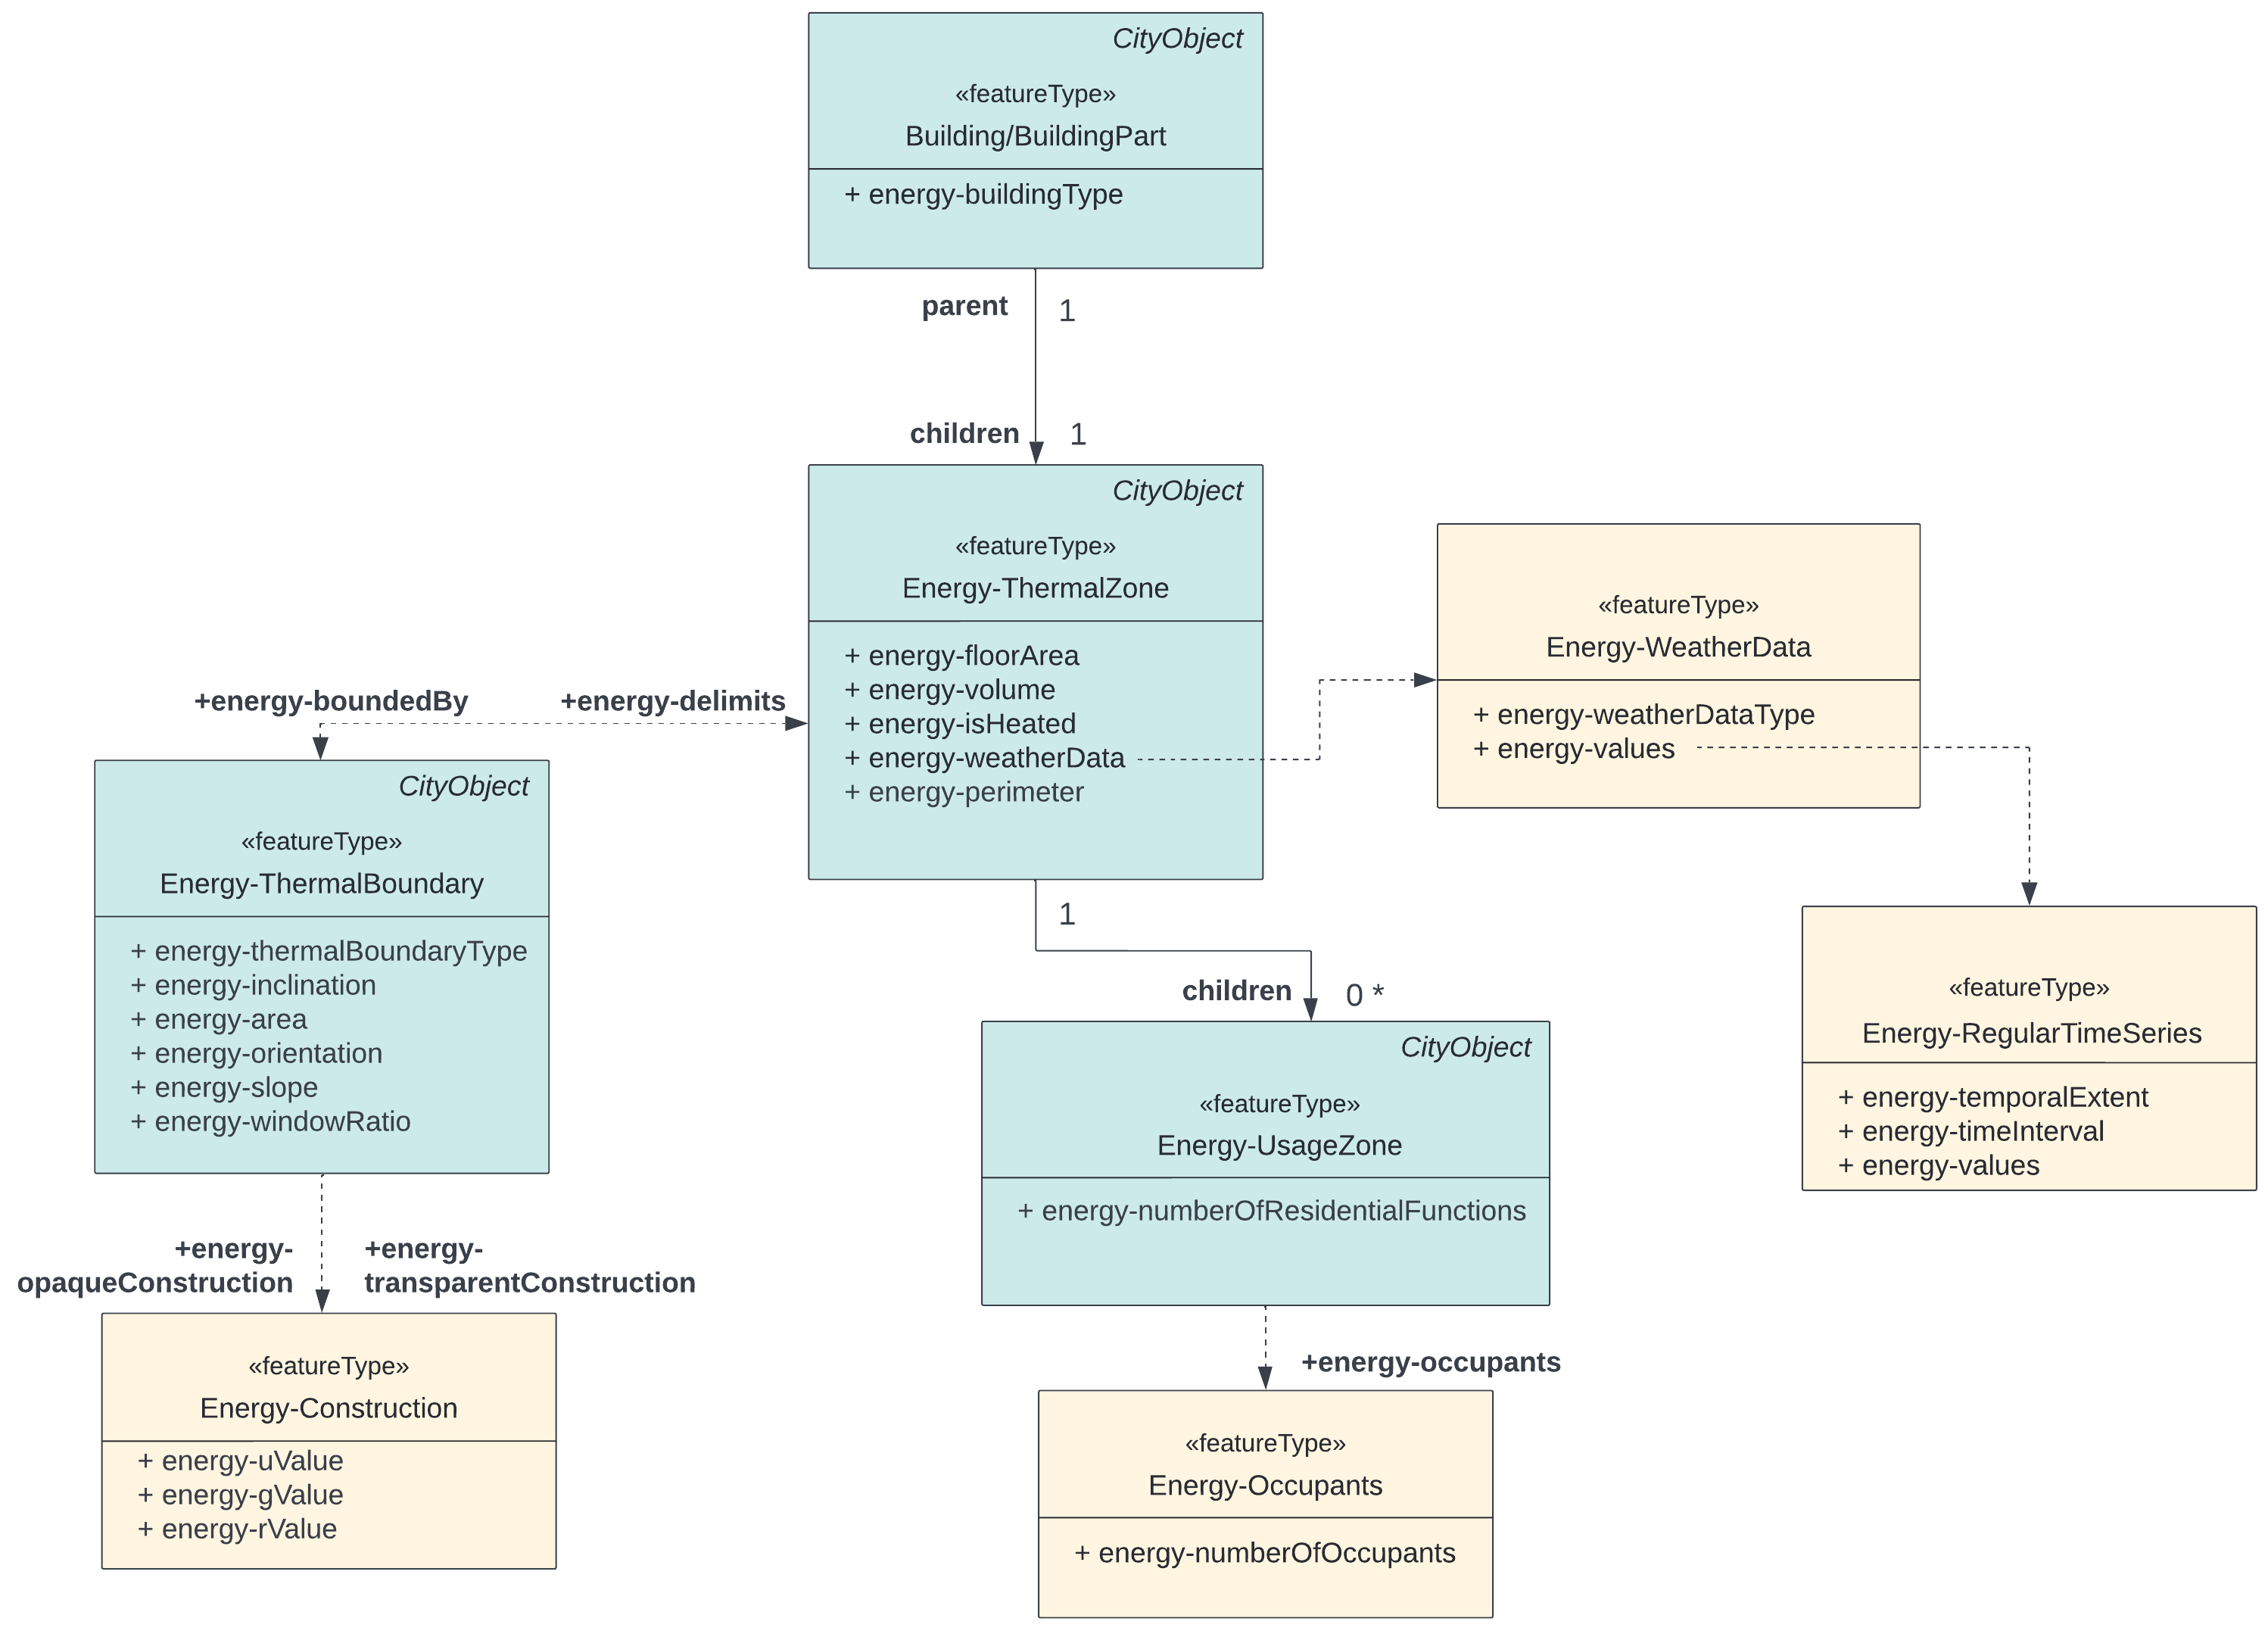 CityObject
«featureType»
Building/BuildingPart
+ energy-buildingType
parent
1
children
1
CityObject
«featureType»
Energy-ThermalZone
+ energy-floorArea
+ energy-volume
+ energy-isHeated
+ energy-weatherData
+ energy-perimeter
«featureType»
Energy-WeatherData
+ energy-weatherDataType
+ energy-values
+energy-boundedBy
+energy-delimits
CityObject
«featureType»
Energy-ThermalBoundary
+ energy-thermalBoundaryType
+ energy-inclination
+ energy-area
+ energy-orientation
+ energy-slope
+ energy-windowRatio
1
children
0 *
CityObject
«featureType»
Energy-UsageZone
+ energy-numberOfResidentialFunctions
«featureType»
Energy-RegularTimeSeries
+ energy-temporalExtent
+ energy-timeInterval
+ energy-values
+energy-
opaqueConstruction
+energy-
transparentConstruction
«featureType»
Energy-Construction
+ energy-uValue
+ energy-gValue
+ energy-rValue
+energy-occupants
«featureType»
Energy-Occupants
+ energy-numberOfOccupants